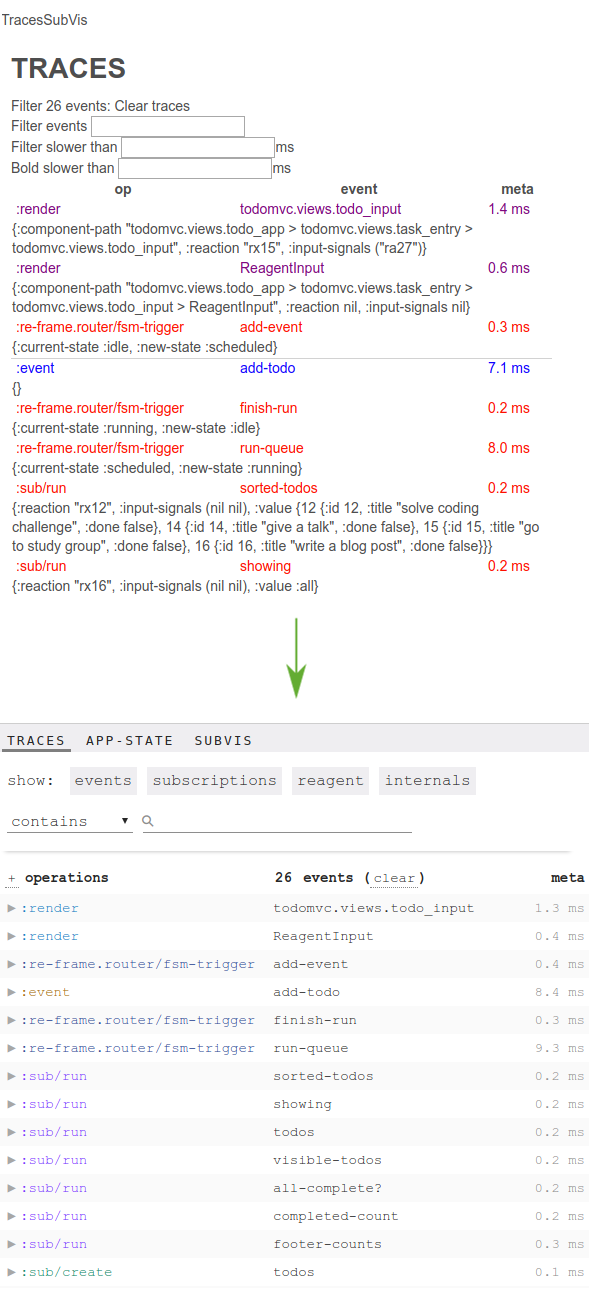 TracesSubVis
TRACES
Filter 26 events: Clear traces
Filter events
Filter slower than ms
Bold slower than ms
op event meta
:render todomvc.views.todo_input 1.4 ms
{:component-path "todomvc.views.todo_app > todomvc.views.task_entry >
todomvc.views.todo_input", :reaction "rx15", :input-signals ("ra27")}
:render ReagentInput 0.6 ms
{:component-path "todomvc.views.todo_app > todomvc.views.task_entry >
todomvc.views.todo_input > ReagentInput", :reaction nil, :input-signals nil}
:re-frame.router/fsm-trigger add-event 0.3 ms
{:current-state :idle, :new-state :scheduled}
:event add-todo 7.1 ms
{}
:re-frame.router/fsm-trigger finish-run 0.2 ms
{:current-state :running, :new-state :idle}
:re-frame.router/fsm-trigger run-queue 8.0 ms
{:current-state :scheduled, :new-state :running}
:sub/run sorted-todos 0.2 ms
{:reaction "rx12", :input-signals (nil nil), :value {12 {:id 12, :title "solve coding
challenge", :done false}, 14 {:id 14, :title "give a talk", :done false}, 15 {:id 15, :title "go
to study group", :done false}, 16 {:id 16, :title "write a blog post", :done false}}}
:sub/run showing 0.2 ms
{:reaction "rx16", :input-signals (nil nil), :value :all}
TRACES APP-STATE SUBVIS
show: events subscriptions reagent internals
contains
+ operations 26 events (clear) meta
:render todomvc.views.todo_input 1.3 ms
:render ReagentInput 0.4 ms
:re-frame.router/fsm-trigger add-event 0.4 ms
:event add-todo 8.4 ms
:re-frame.router/fsm-trigger finish-run 0.3 ms
:re-frame.router/fsm-trigger run-queue 9.3 ms
:sub/run sorted-todos 0.2 ms
:sub/run showing 0.2 ms
:sub/run todos 0.2 ms
:sub/run visible-todos 0.2 ms
:sub/run all-complete? 0.2 ms
:sub/run completed-count 0.2 ms
:sub/run footer-counts 0.3 ms
:sub/create todos 0.1 ms